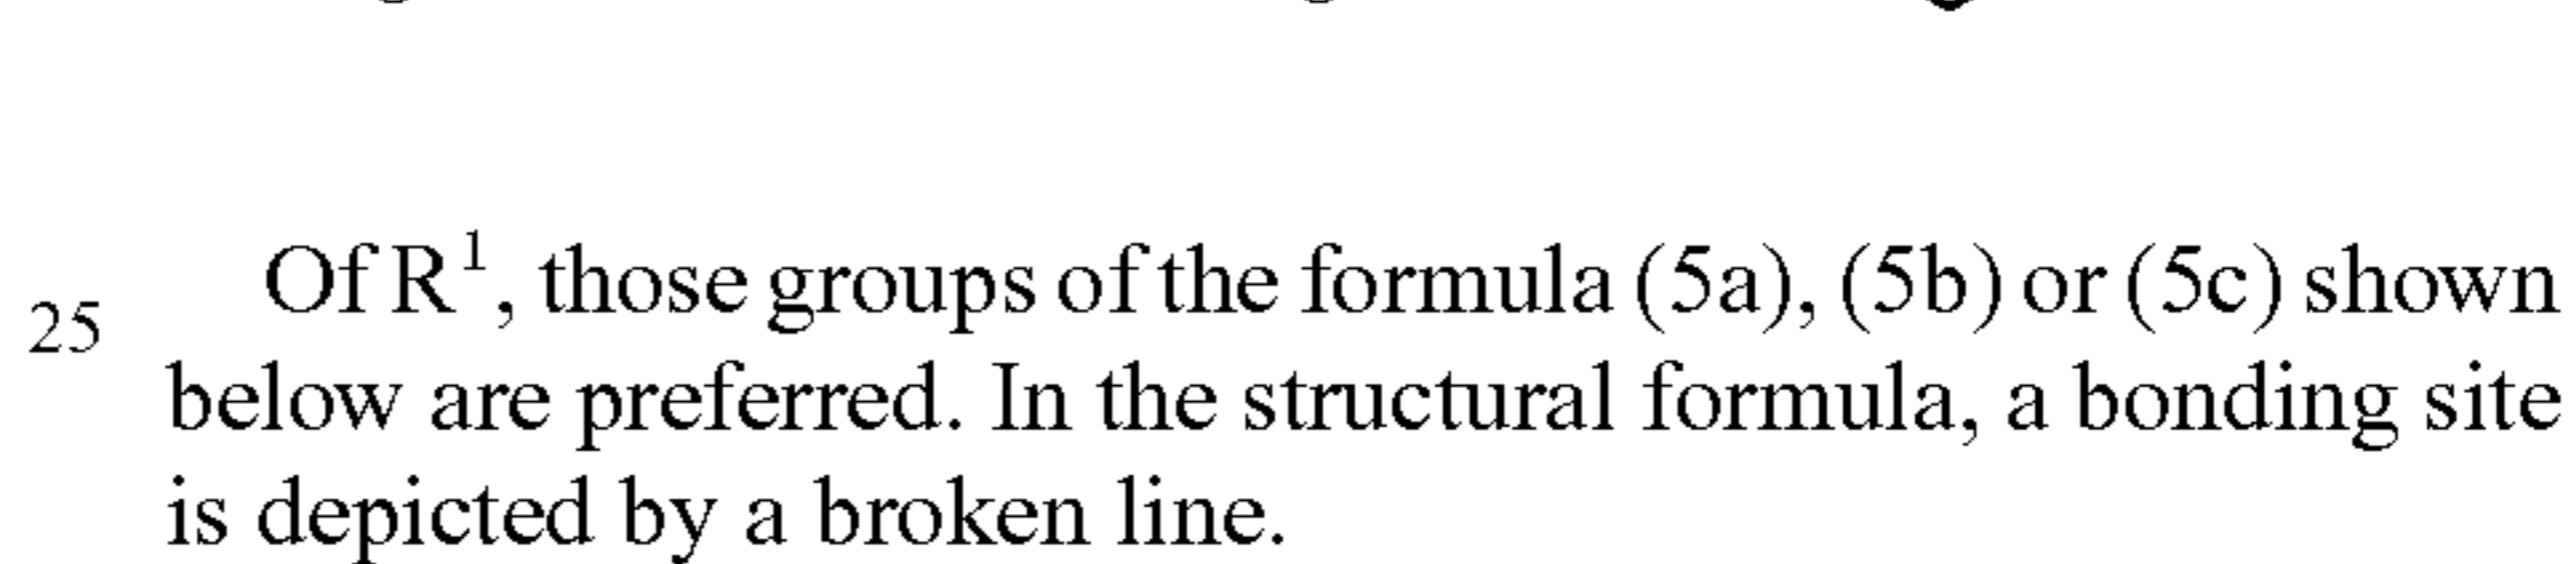 Of R¹, those groups of the formula (5a), (5b) or (5c) shown
25
below are preferred. In the structural formula, a bonding site
is depicted by a broken line.